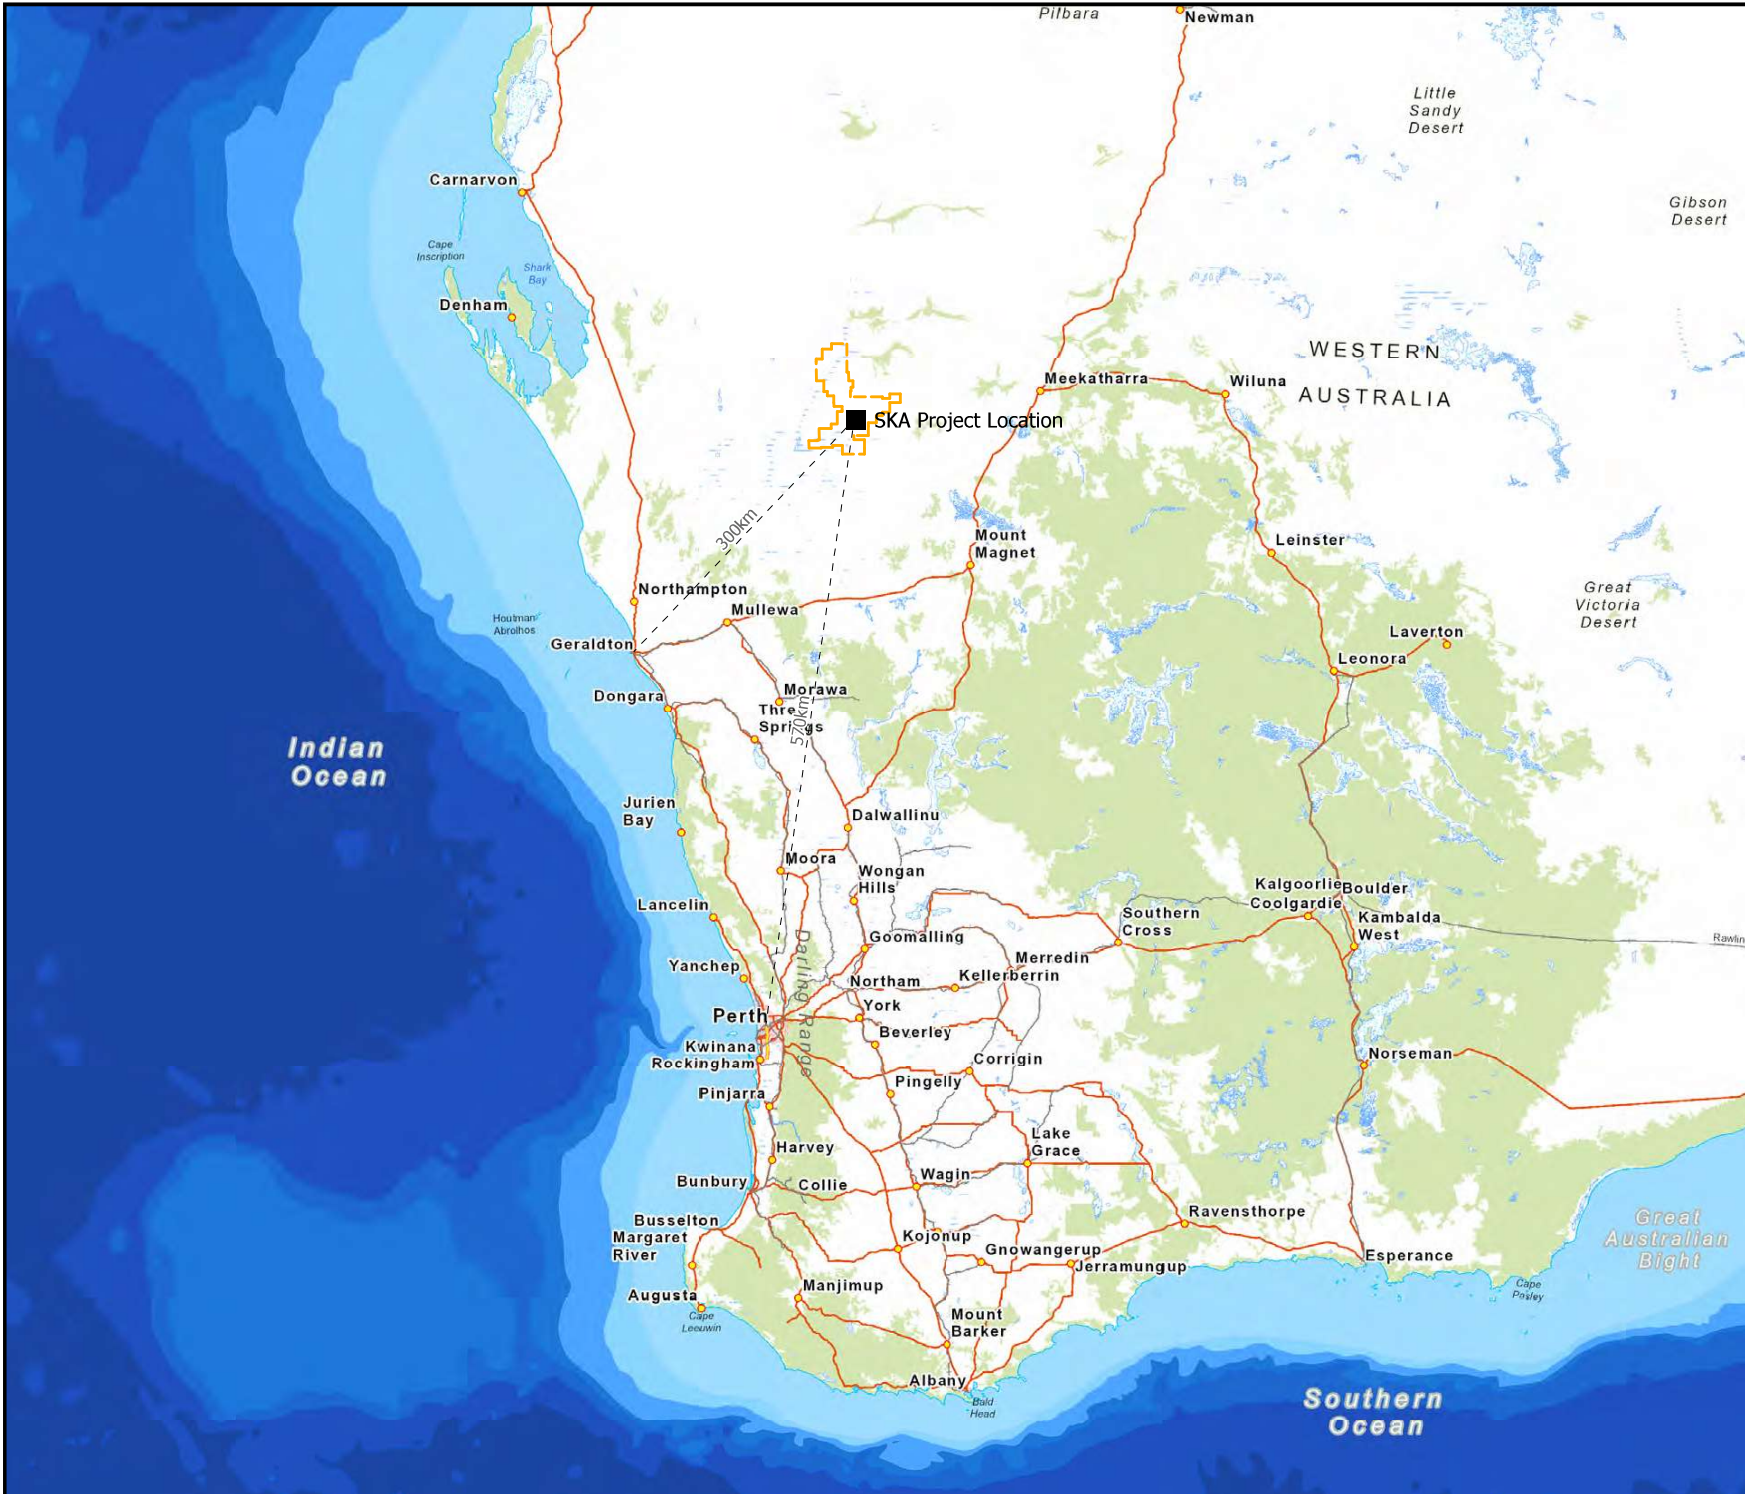 Pilbara
Newman
Little
Sandy
Desert
Carnarvon
Gibson
Desert
Cape
Inscription
Shark
Bay
Denham
WESTERN
AUSTRALIA
Meekatharra
Wiluna
SKA Project Location
300km
Mount
Magnet
Leinster
Northampton
Mullewa
Great
Victoria
Desert
Houtman
Abrolhos
Geraldton
Laverton
Leonora
Dongara
Morawa
Three
Springs
570km
Indian
Ocean
Jurien
Bay
Dalwallinu
Moora
Wongan
Hills
Kalgoorlie Boulder
Coolgardie
Lancelin
Southern
Cross
Kambalda
West
Goomalling
Rawlin
Darling Range
Yanchep
Merredin
Kellerberrin
Northam
York
Perth
Beverley
Kwinana
Rockingham
Norseman
Corrigin
Pingelly
Pinjarra
Lake
Grace
Harvey
Wagin
Bunbury
Collie
Ravensthorpe
Busselton
Margaret
River
Kojonup
Gnowangerup
Jerramungup
Esperance
Great
Australian
Bight
Manjimup
Augusta
Cape
Leeuwin
Cape
Pasley
Mount
Barker
Albany
Bald
Head
Southern
Ocean